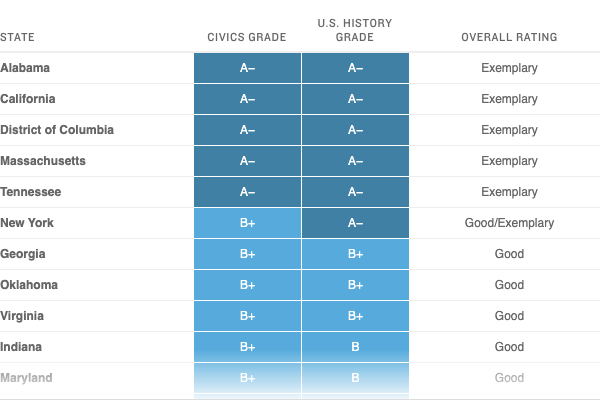 STATE CIVICS GRADE U.S. HISTORY GRADE OVERALL RATING
Alabama A– A– Exemplary
California A– A– Exemplary
District of Columbia A– A– Exemplary
Massachusetts A– A– Exemplary
Tennessee A– A– Exemplary
New York B+ A– Good/Exemplary
Georgia B+ B+ Good
Oklahoma B+ B+ Good
Virginia B+ B+ Good
Indiana B+ B Good
Maryland B+ B Good